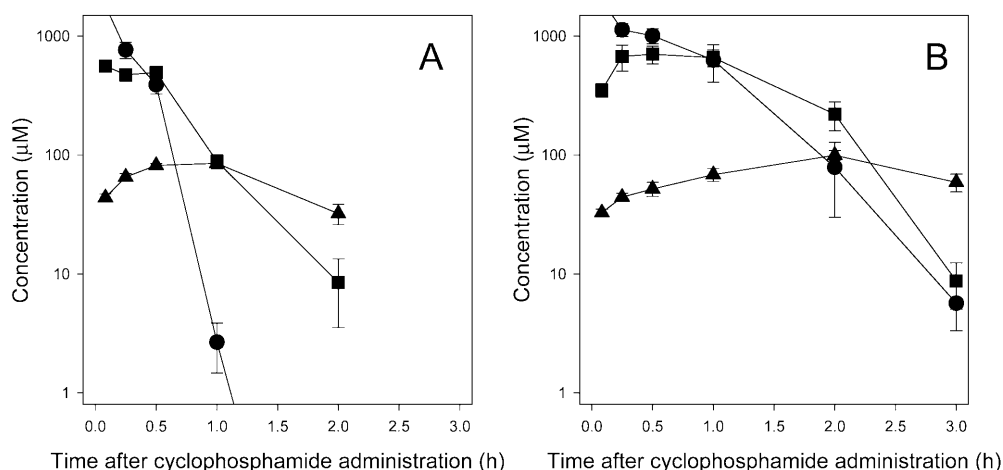 A
Concentration (µM)
1000
100
10
1
0.0 0.5 1.0 1.5 2.0 2.5 3.0
Time after cyclophosphamide administration (h)
B
Concentration (µM)
1000
100
10
1
0.0 0.5 1.0 1.5 2.0 2.5 3.0
Time after cyclophosphamide administration (h)